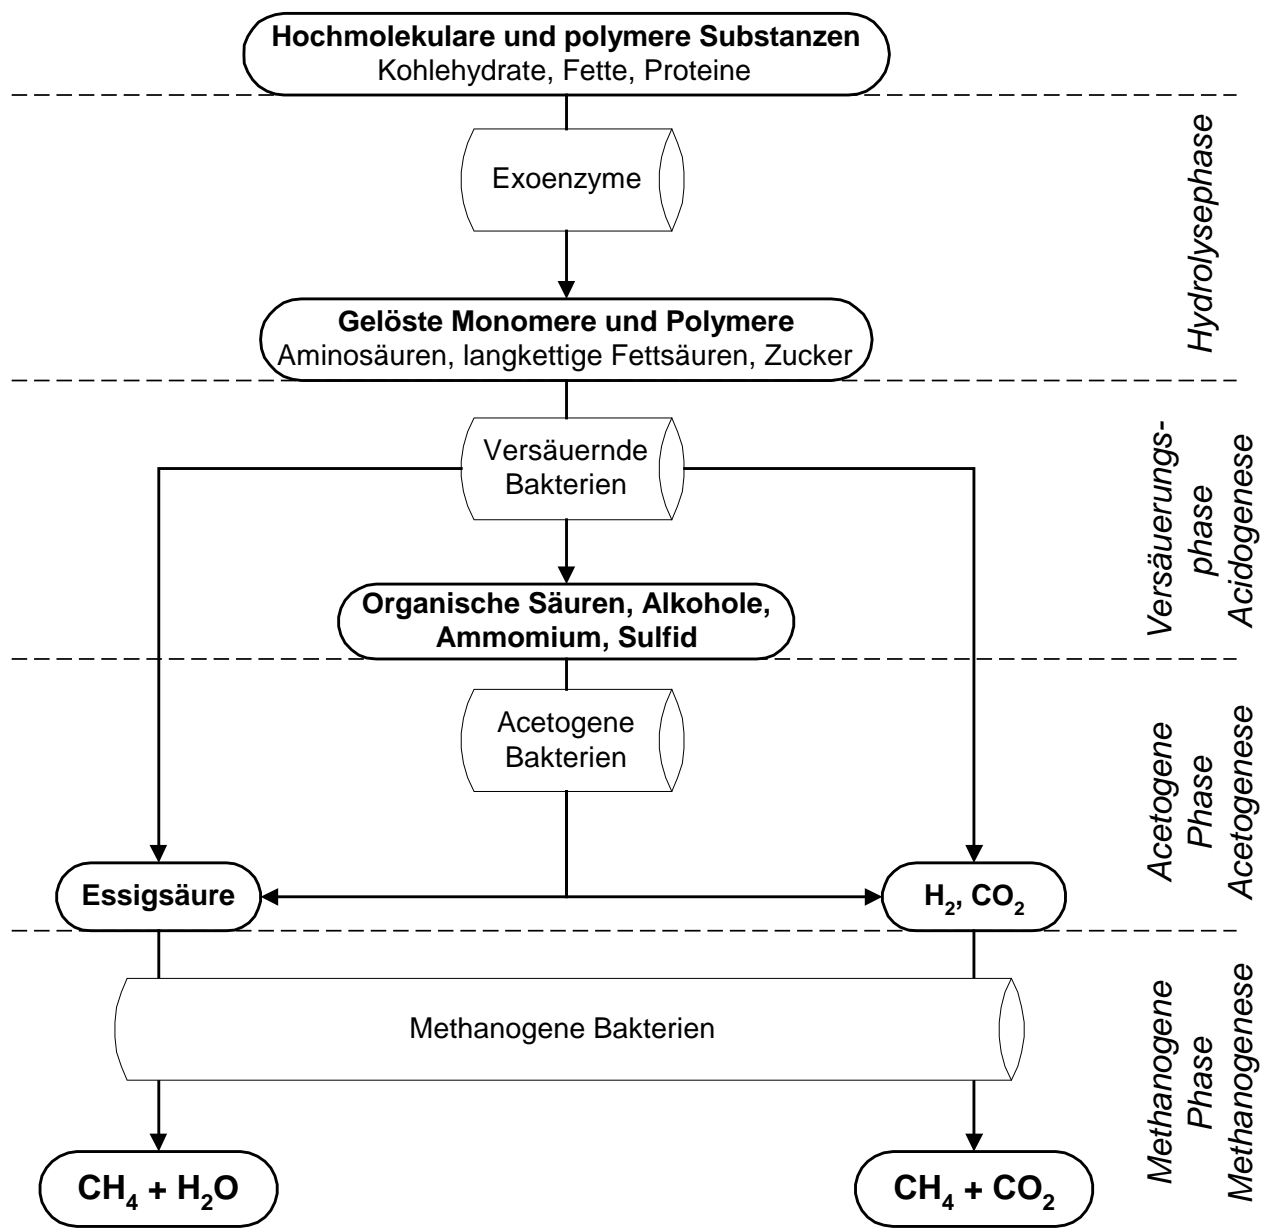 Hochmolekulare und polymere Substanzen
Kohlehydrate, Fette, Proteine
Exoenzyme
Gelöste Monomere und Polymere
Aminosäuren, langkettige Fettsäuren, Zucker
Hydrolysephase
Versäuernde
Bakterien
Organische Säuren, Alkohole,
Ammomium, Sulfid
Versäuerungs-
phase
Acidogenese
Acetogene
Bakterien
Essigsäure
H₂, CO₂
Acetogene
Phase
Acetogenese
Methanogene Bakterien
CH₄ + H₂O
CH₄ + CO₂
Methanogene
Phase
Methanogenese